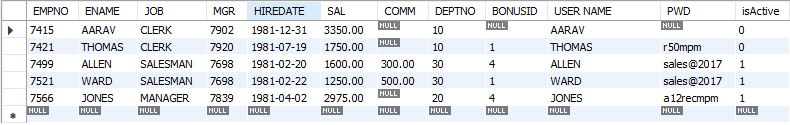 EMPNO ENAME JOB MGR HIREDATE SAL COMM DEPTNO BONUSID USER NAME PWD isActive
7415 AARAV CLERK 7902 1981-12-31 3350.00 NULL 10 NULL AARAV NULL 0
7421 THOMAS CLERK 7920 1981-07-19 1750.00 NULL 10 1 THOMAS r50mpm 0
7499 ALLEN SALESMAN 7698 1981-02-20 1600.00 300.00 30 4 ALLEN sales@2017 1
7521 WARD SALESMAN 7698 1981-02-22 1250.00 500.00 30 1 WARD sales@2017 1
7566 JONES MANAGER 7839 1981-04-02 2975.00 NULL 20 4 JONES a12recmpm 1
NULL NULL NULL NULL NULL NULL NULL NULL NULL NULL NULL NULL